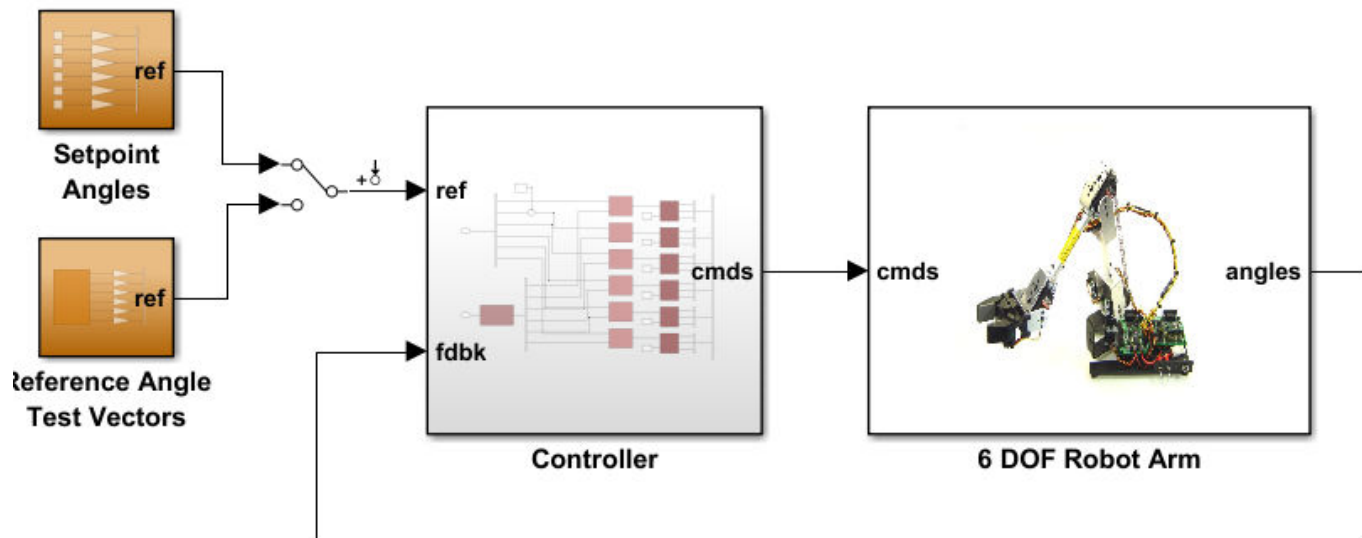 ref
Setpoint
Angles
ref
Reference Angle
Test Vectors
ref
fdbk
cmds
Controller
cmds
angles
6 DOF Robot Arm